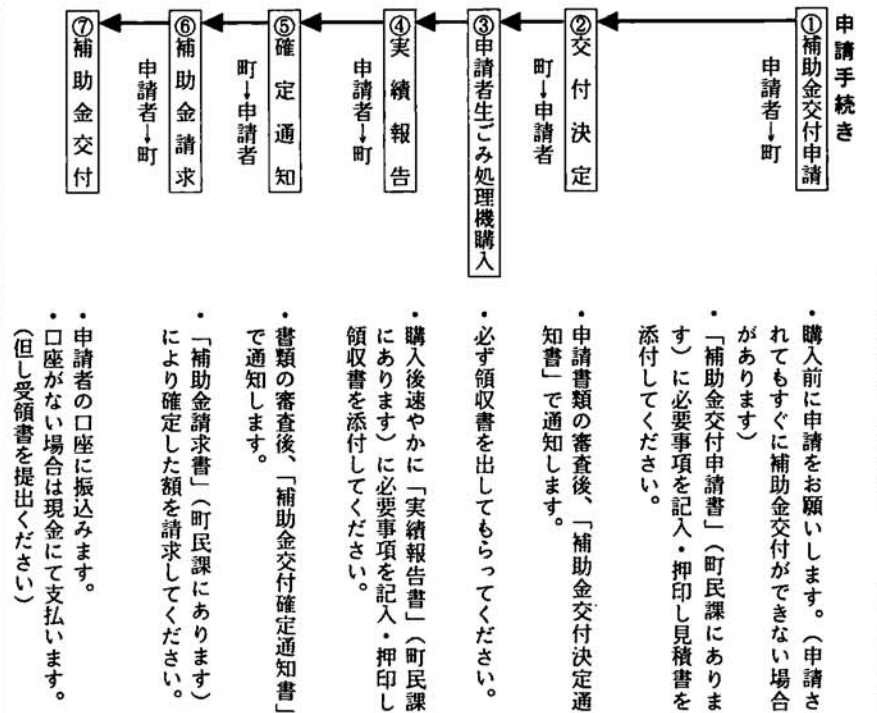 申請手続き
①補助金交付申請
申請者→町
②交付決定
町→申請者
③申請者生ごみ処理機購入
④実績報告
申請者→町
⑤確定通知
町→申請者
⑥補助金請求
申請者→町
⑦補助金交付
・購入前に申請をお願いします。（申請さ
れてもすぐに補助金交付ができない場合
があります）
・「補助金交付申請書」（町民課にありま
す）に必要事項を記入・押印し見積書を
添付してください。
・申請書類の審査後、「補助金交付決定通
知書」で通知します。
・必ず領収書を出してもらってください。
・購入後速やかに「実績報告書」（町民課
にあります）に必要事項を記入・押印し
領収書を添付してください。
・書類の審査後、「補助金交付確定通知書」
で通知します。
・「補助金請求書」（町民課にあります）
により確定した額を請求してください。
・申請者の口座に振込みます。
・口座がない場合は現金にて支払います。
（但し受領書を提出ください）